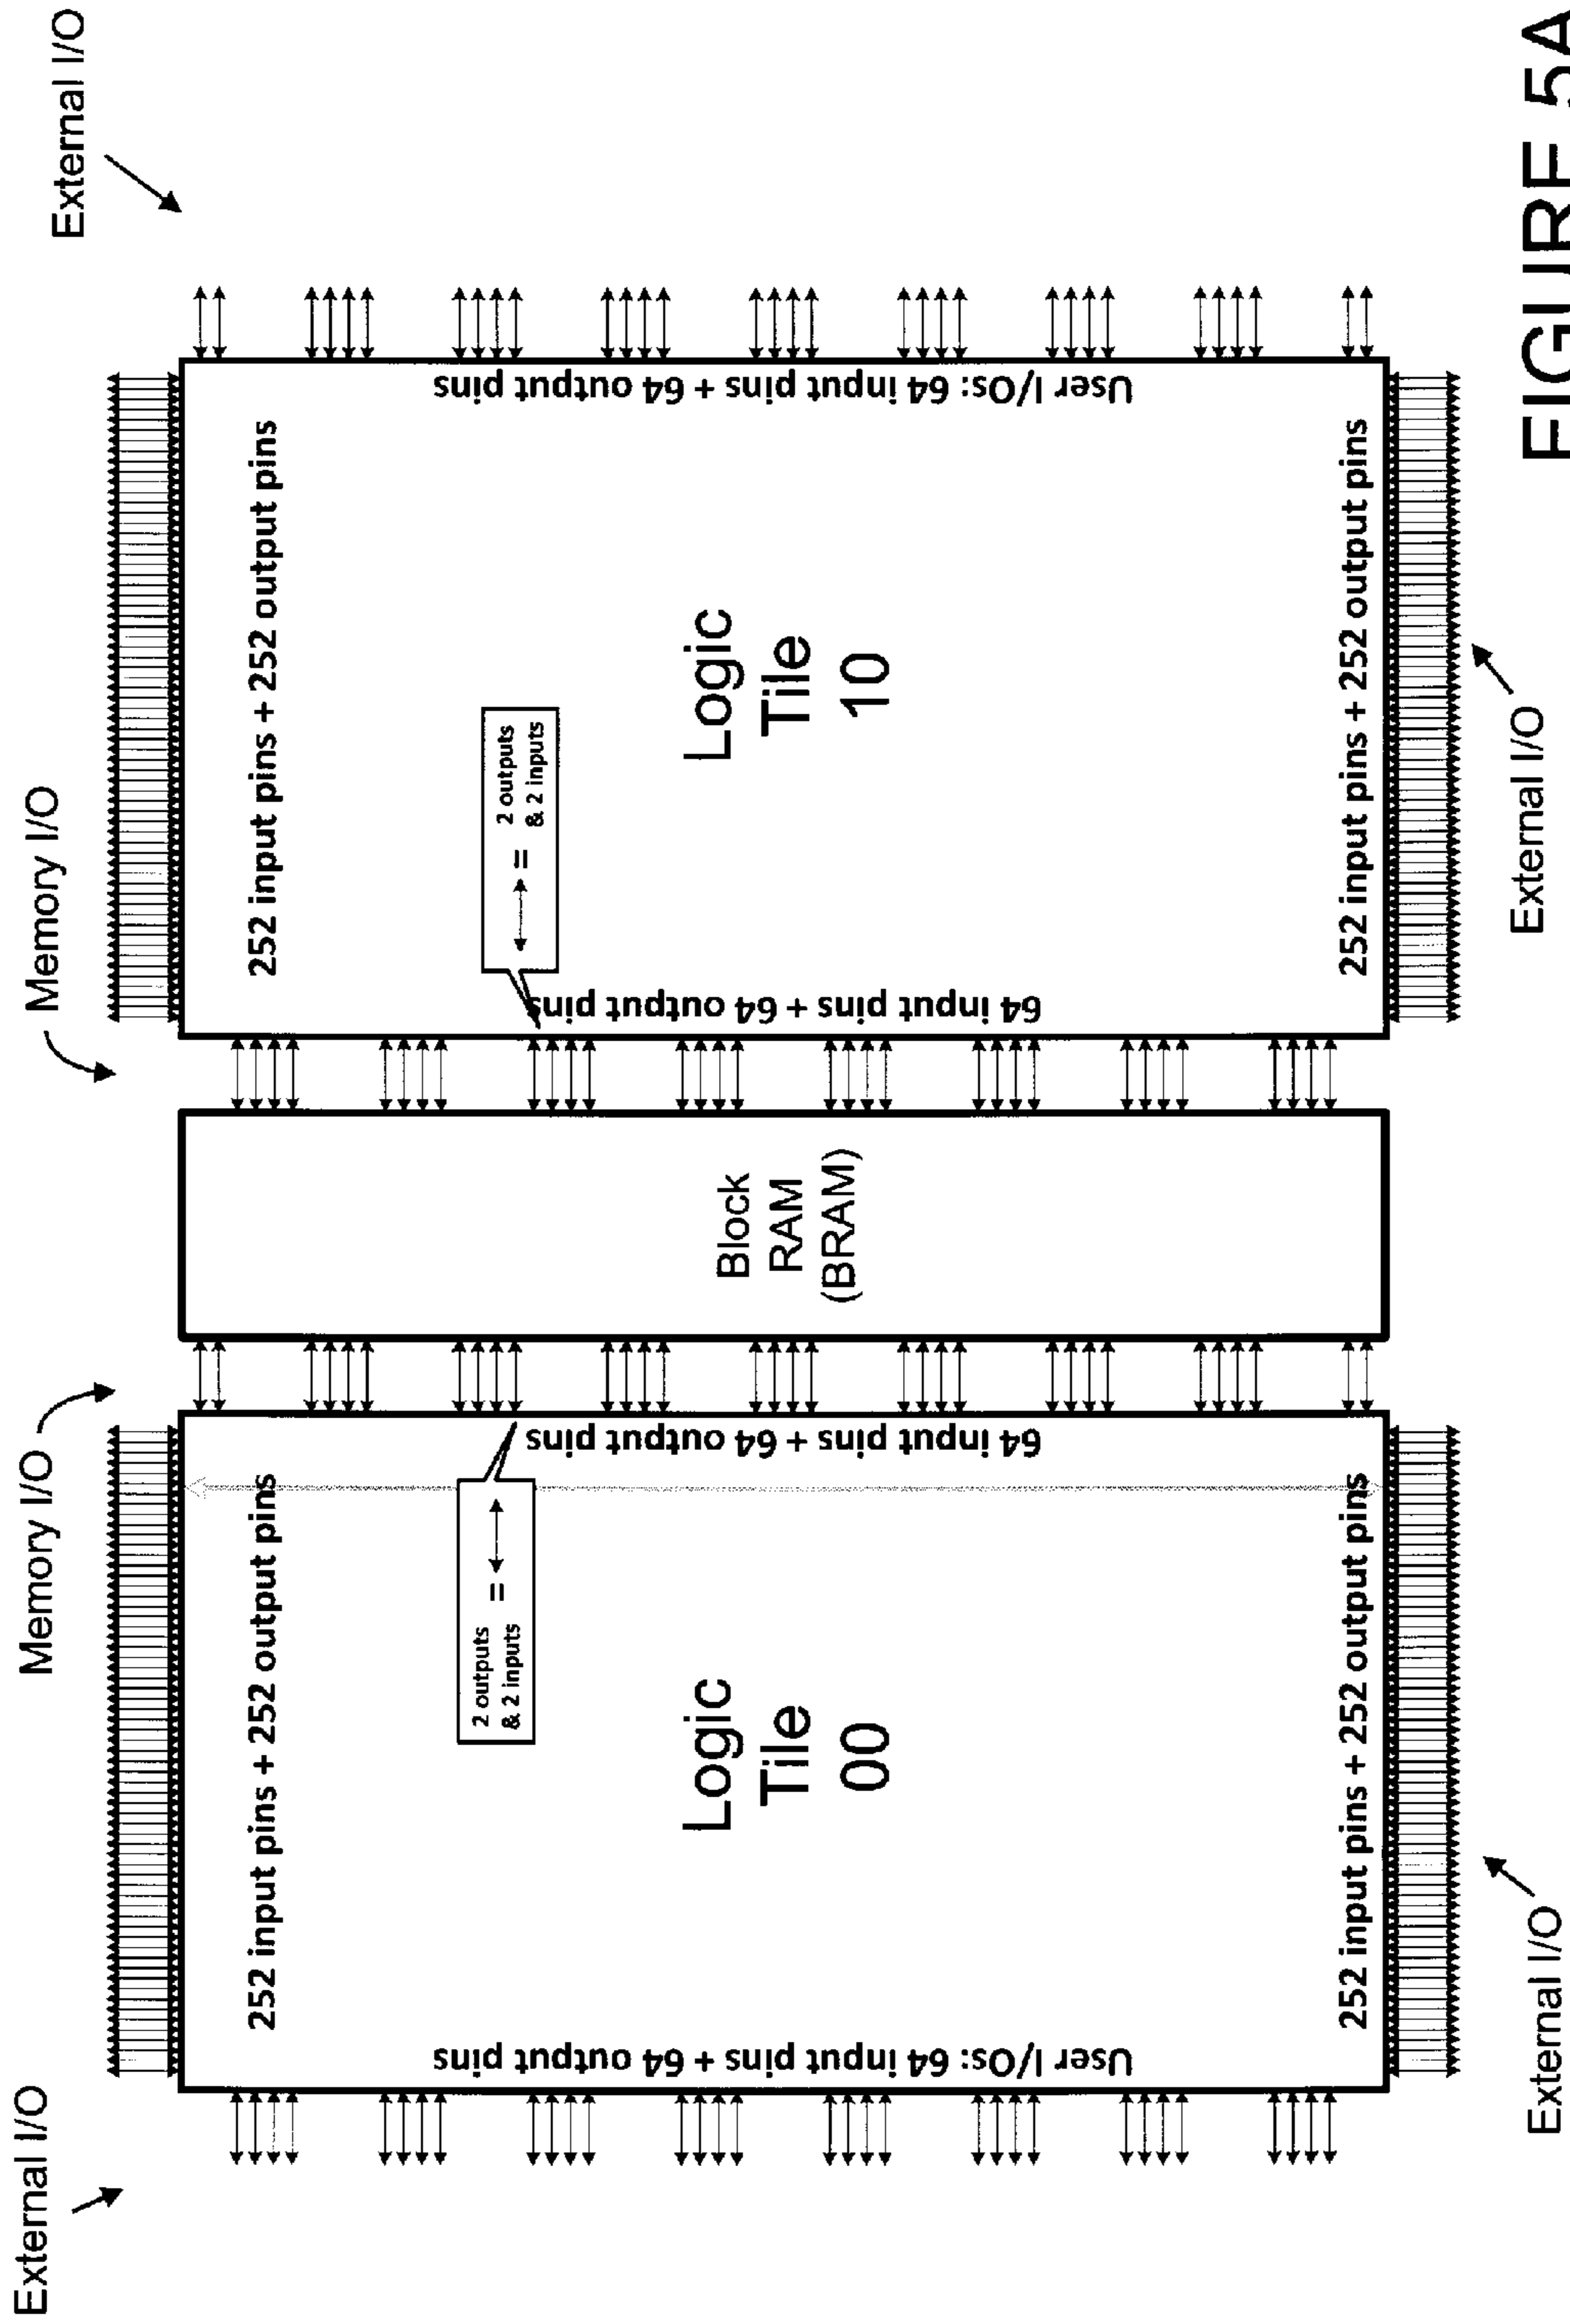 External I/O
Memory I/O
Memory I/O
External I/O
252 input pins + 252 output pins
252 input pins + 252 output pins
User I/Os: 64 input pins + 64 output pins
2 outputs
& 2 inputs
=
64 input pins + 64 output pins
Logic
Tile
00
Block
RAM
(BRAM)
64 input pins + 64 output pins
=
2 outputs
& 2 inputs
Logic
Tile
10
User I/Os: 64 input pins + 64 output pins
252 input pins + 252 output pins
252 input pins + 252 output pins
External I/O
External I/O
FIGURE 5A